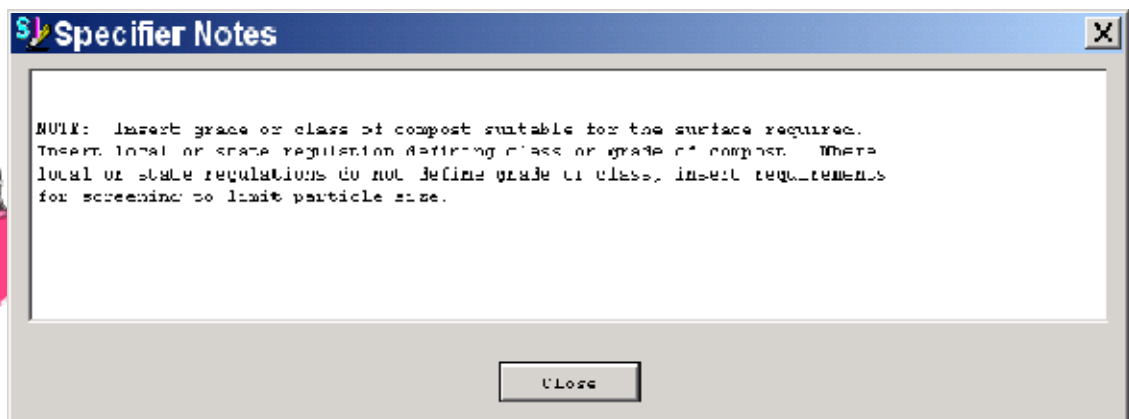 Specifier Notes
NOTE: Insert grade or class of compost suitable for the surface required.
Insert local or state regulation defining class or grade of compost. Where
local or state regulations do not define grade or class, insert requirements
for screening to limit particle size.
Close